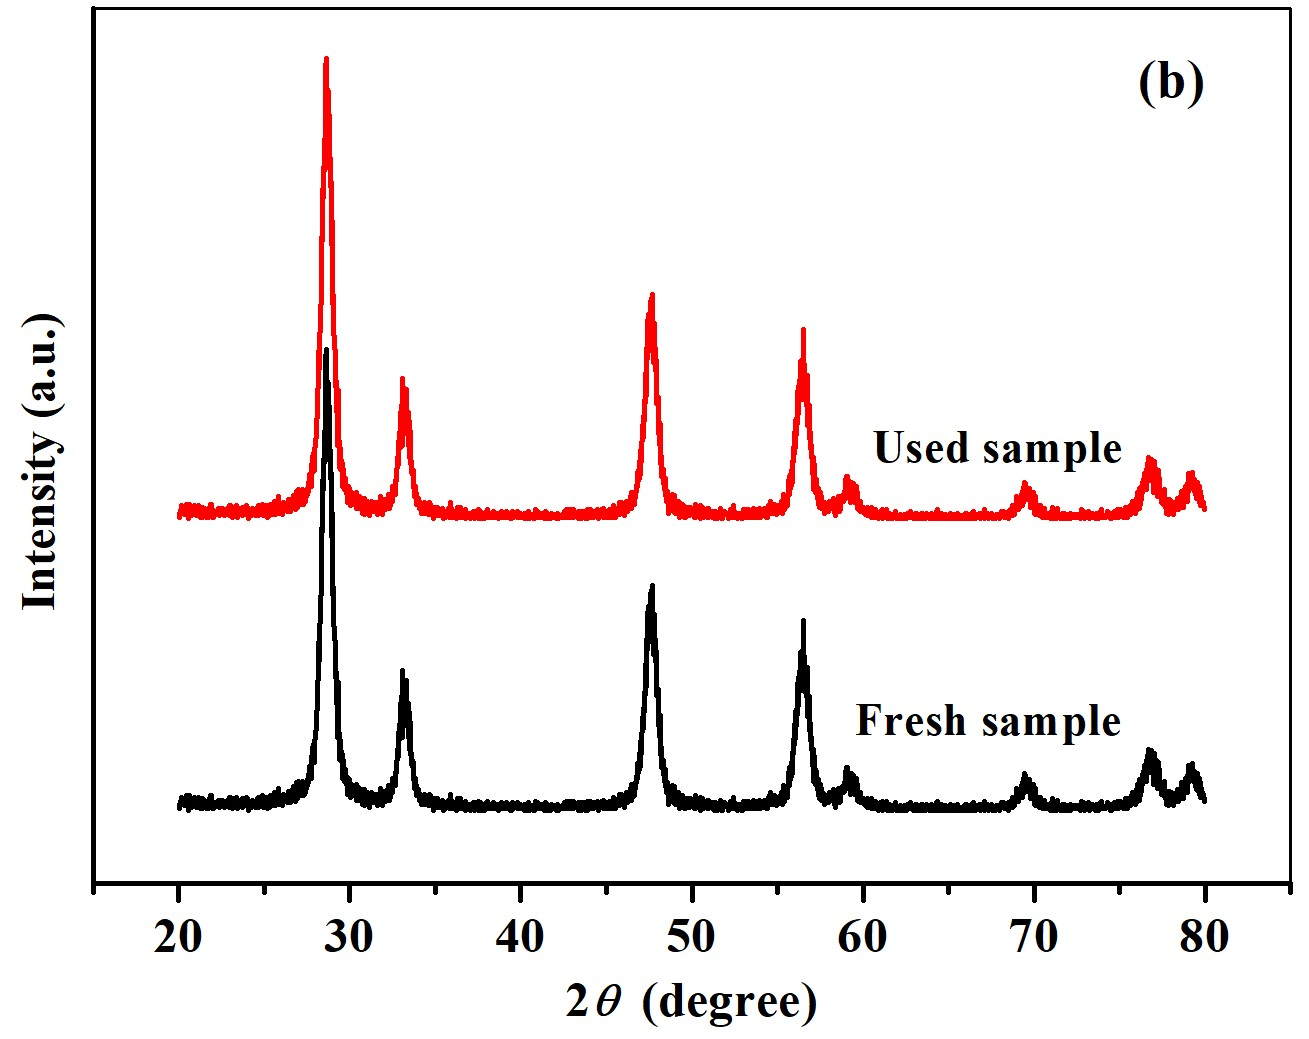 (b)
Intensity (a.u.)
Used sample
Fresh sample
20 30 40 50 60 70 80
2θ (degree)